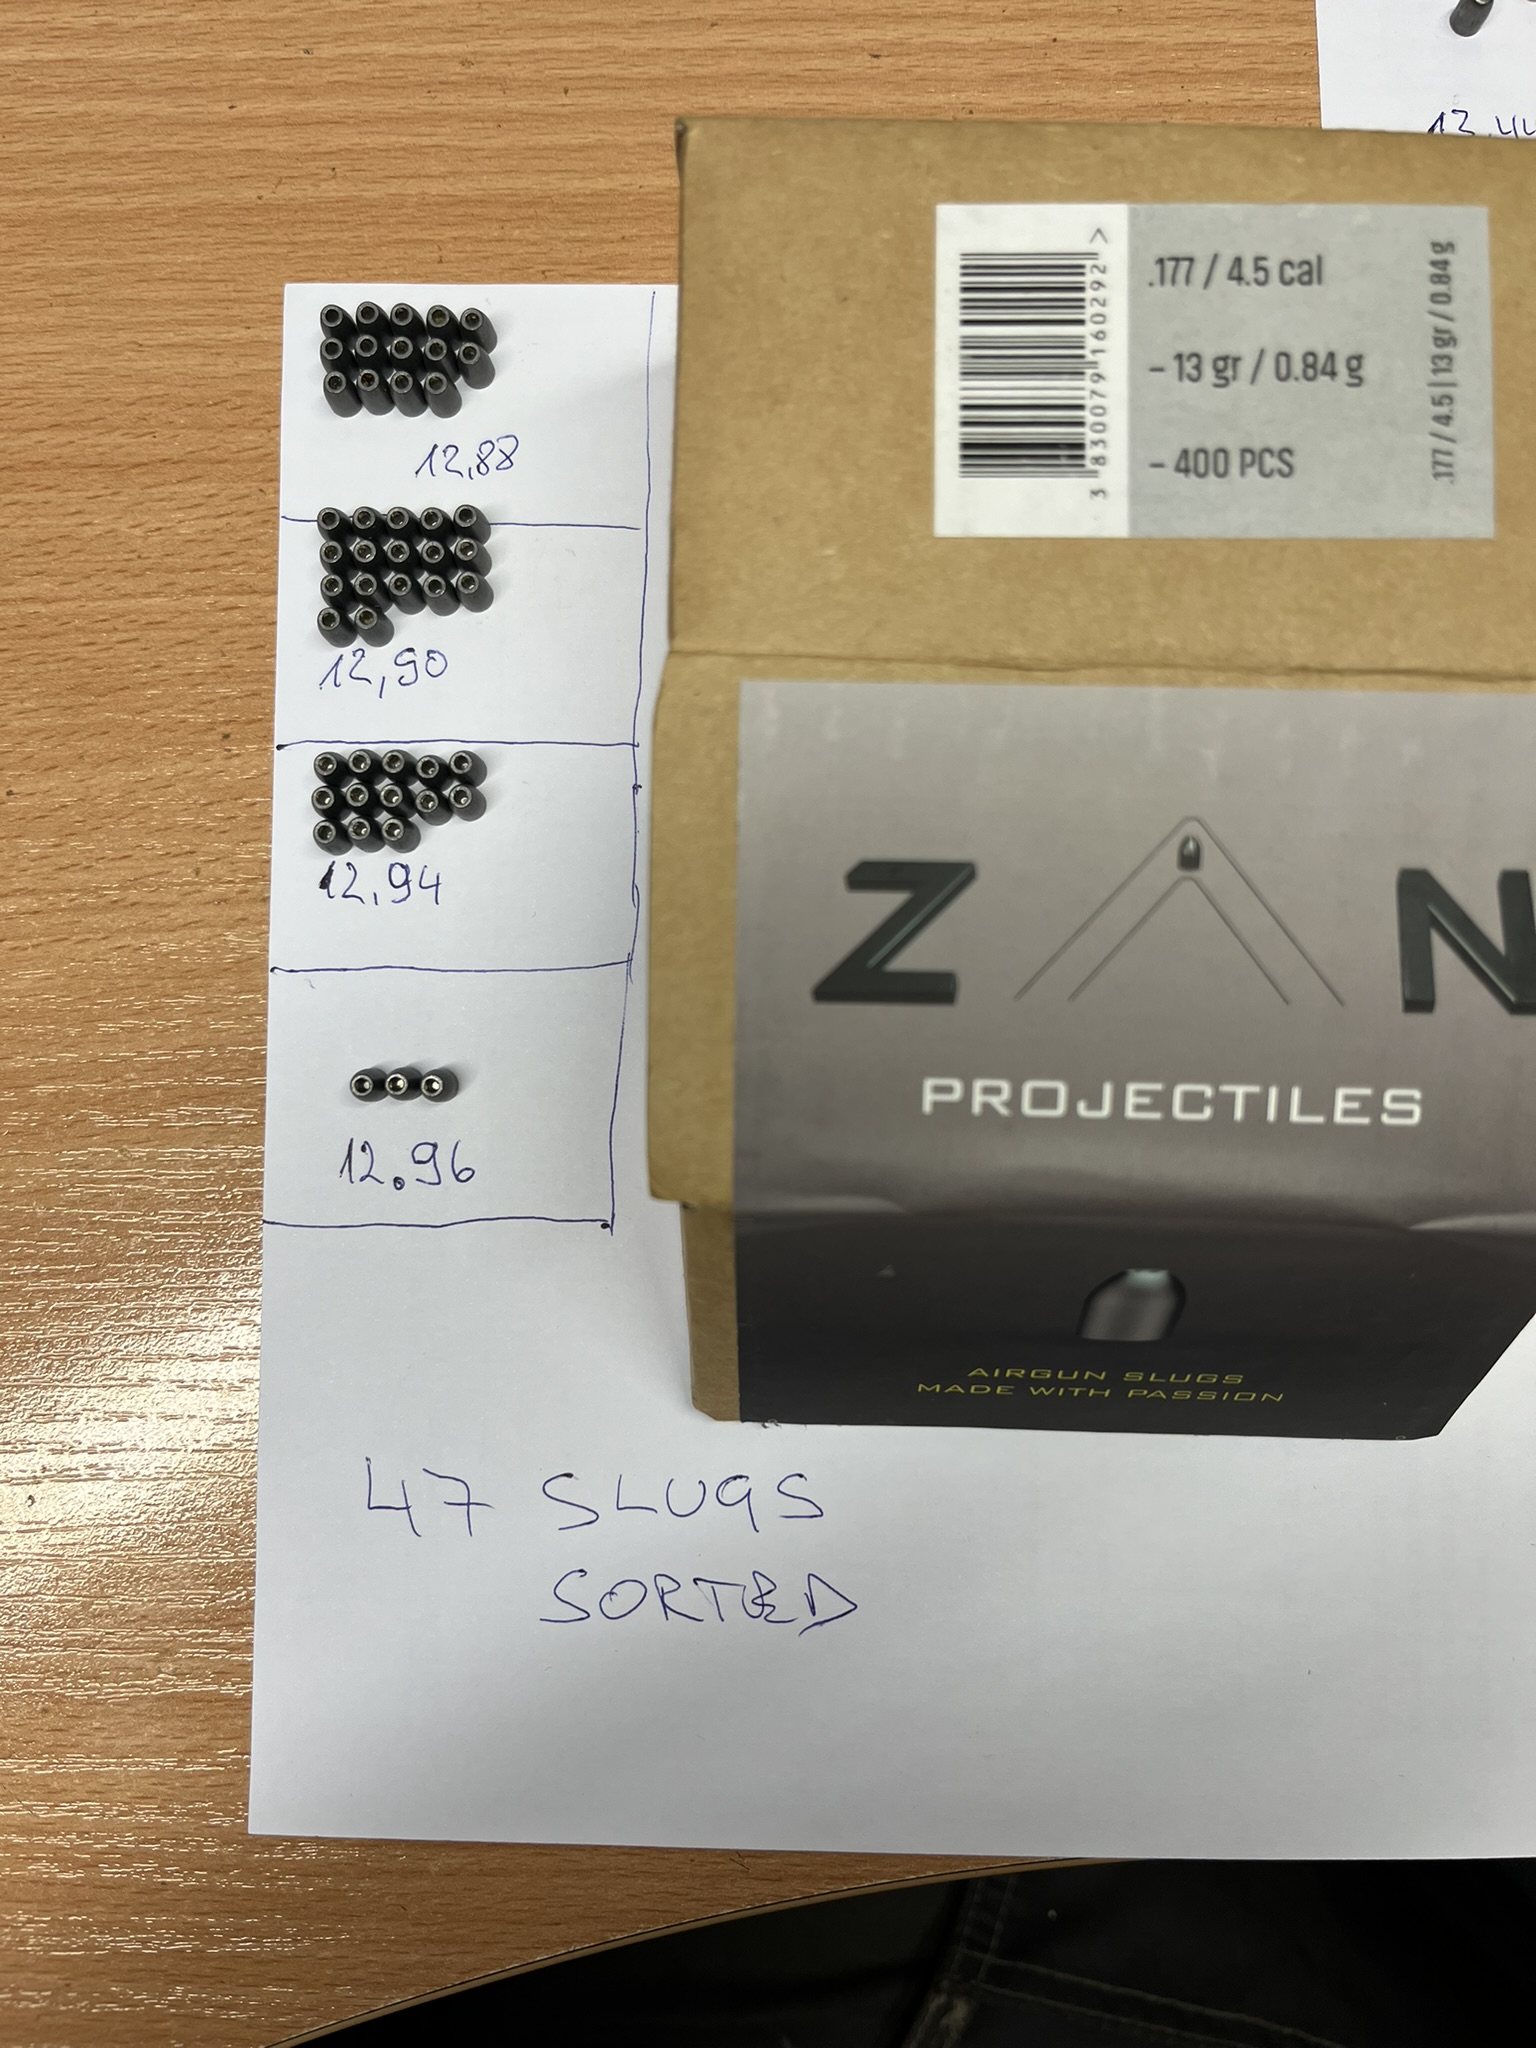 .177 / 4.5 cal
- 13 gr / 0.84 g
- 400 PCS
.177 / 4.5 | 13 gr / 0.84 g
3 830079 160292 >
12,88
12,90
12,94
12.96
ZAN
PROJECTILES
AIRGUN SLUGS
MADE WITH PASSION
47 SLUGS
SORTED